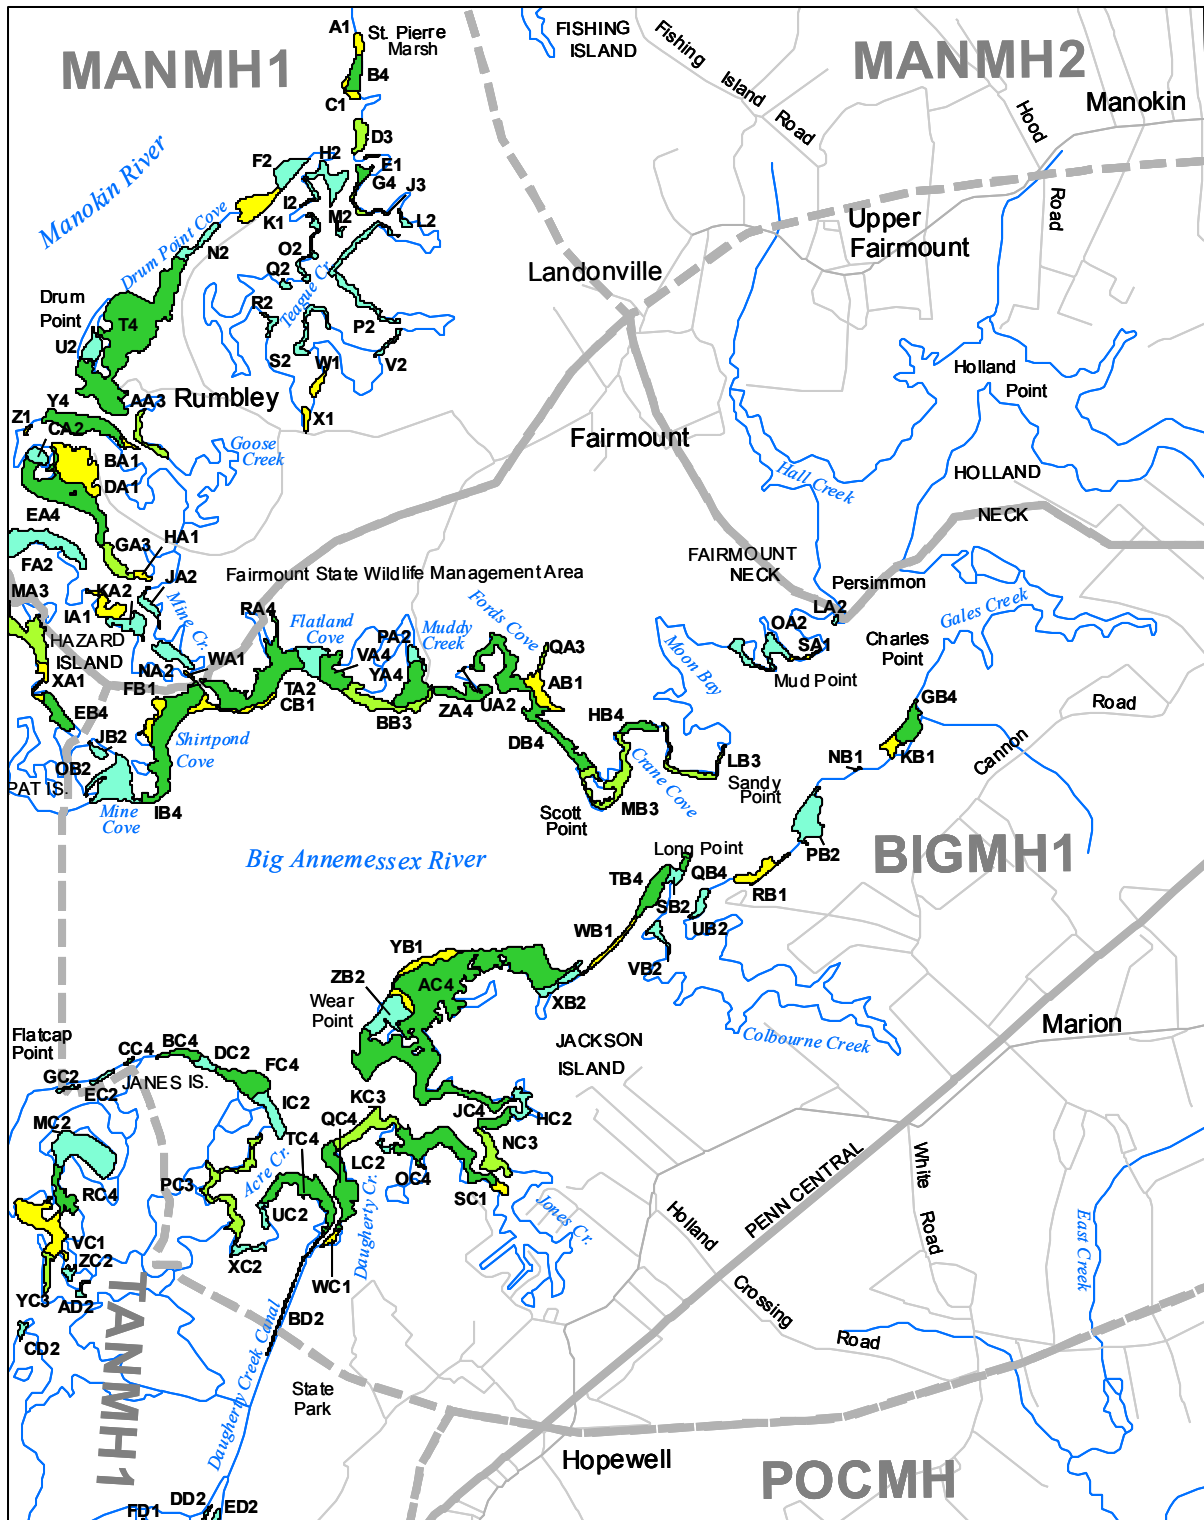 A1
St. Pierre
Marsh
FISHING
ISLAND
Fishing Island Road
MANMH1
MANMH2
B4
C1
Manokin
Hood Road
D3
Manokin River
F2
H2
E1
G4
J3
I2
K1
M2
L2
Upper
Fairmount
Drum Point Cove
N2
O2
Q2
Landonville
Teague Cr.
Drum
Point
T4
R2
P2
U2
S2
W1
V2
Holland
Point
AA3
Rumbley
Y4
Z1
X1
CA2
Fairmount
Goose
Creek
BA1
DA1
Hall Creek
HOLLAND
NECK
EA4
HA1
GA3
FA2
JA2
Fairmount State Wildlife Management Area
FAIRMOUNT
NECK
Persimmon
MA3
KA2
IA1
Mine Cr.
RA4
Flatland
Cove
PA2
Muddy
Creek
Fords Cove
LA2
OA2
SA1
Gales Creek
HAZARD
ISLAND
WA1
VA4
YA4
QA3
Moon Bay
Charles
Point
NA2
XA1
FB1
TA2
CB1
BB3
ZA4
UA2
AB1
Mud Point
GB4
Cannon Road
EB4
JB2
Shirtpond
Cove
HB4
DB4
LB3
NB1
KB1
OB2
PAT IS.
Mine
Cove
IB4
Crane Cove
Scott
Point
MB3
Sandy
Point
PB2
Big Annemessex River
Long Point
BIGMH1
TB4
QB4
SB2
RB1
WB1
UB2
YB1
VB2
ZB2
AC4
XB2
Wear
Point
Colbourne Creek
Marion
Flatcap
Point
CC4
BC4
DC2
JACKSON
ISLAND
GC2
EC2
JANES IS.
FC4
IC2
KC3
JC4
HC2
MC2
QC4
TC4
NC3
PENN CENTRAL
White Road
PC3
Acre Cr.
LC2
OC4
RC4
SC1
UC2
Daugherty Cr.
Jones Cr.
Holland Crossing Road
East Creek
VC1
ZC2
XC2
WC1
YC3
AD2
TANMH1
BD2
CD2
Daugherty Creek Canal
State
Park
Hopewell
POCMH
DD2
FD1
ED2